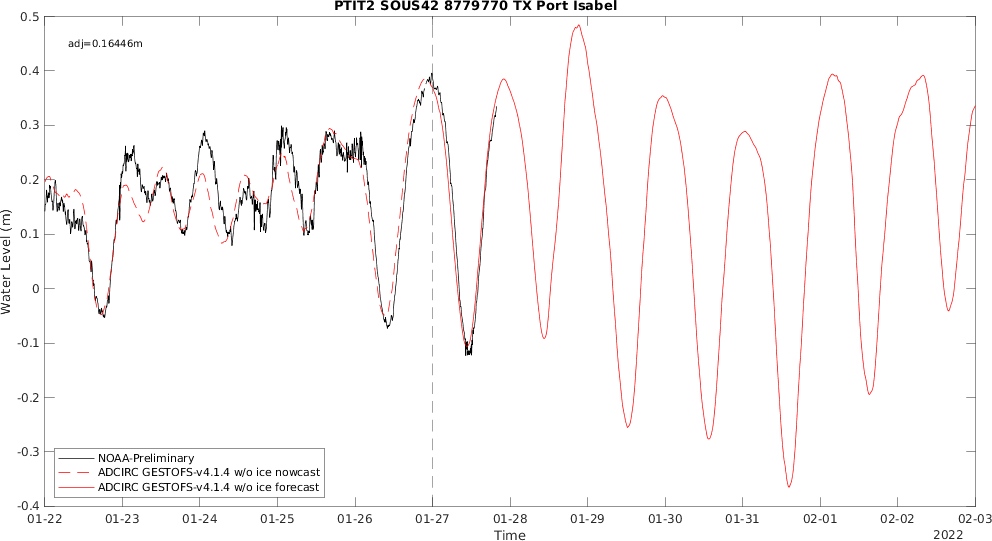 PTIT2 SOUS42 8779770 TX Port Isabel
adj=0.16446m
0.5
0.4
0.3
0.2
0.1
0
-0.1
-0.2
-0.3
-0.4
Water Level (m)
NOAA-Preliminary
ADCIRC GESTOFS-v4.1.4 w/o ice nowcast
ADCIRC GESTOFS-v4.1.4 w/o ice forecast
01-22 01-23 01-24 01-25 01-26 01-27 01-28 01-29 01-30 01-31 02-01 02-02 02-03
Time
2022